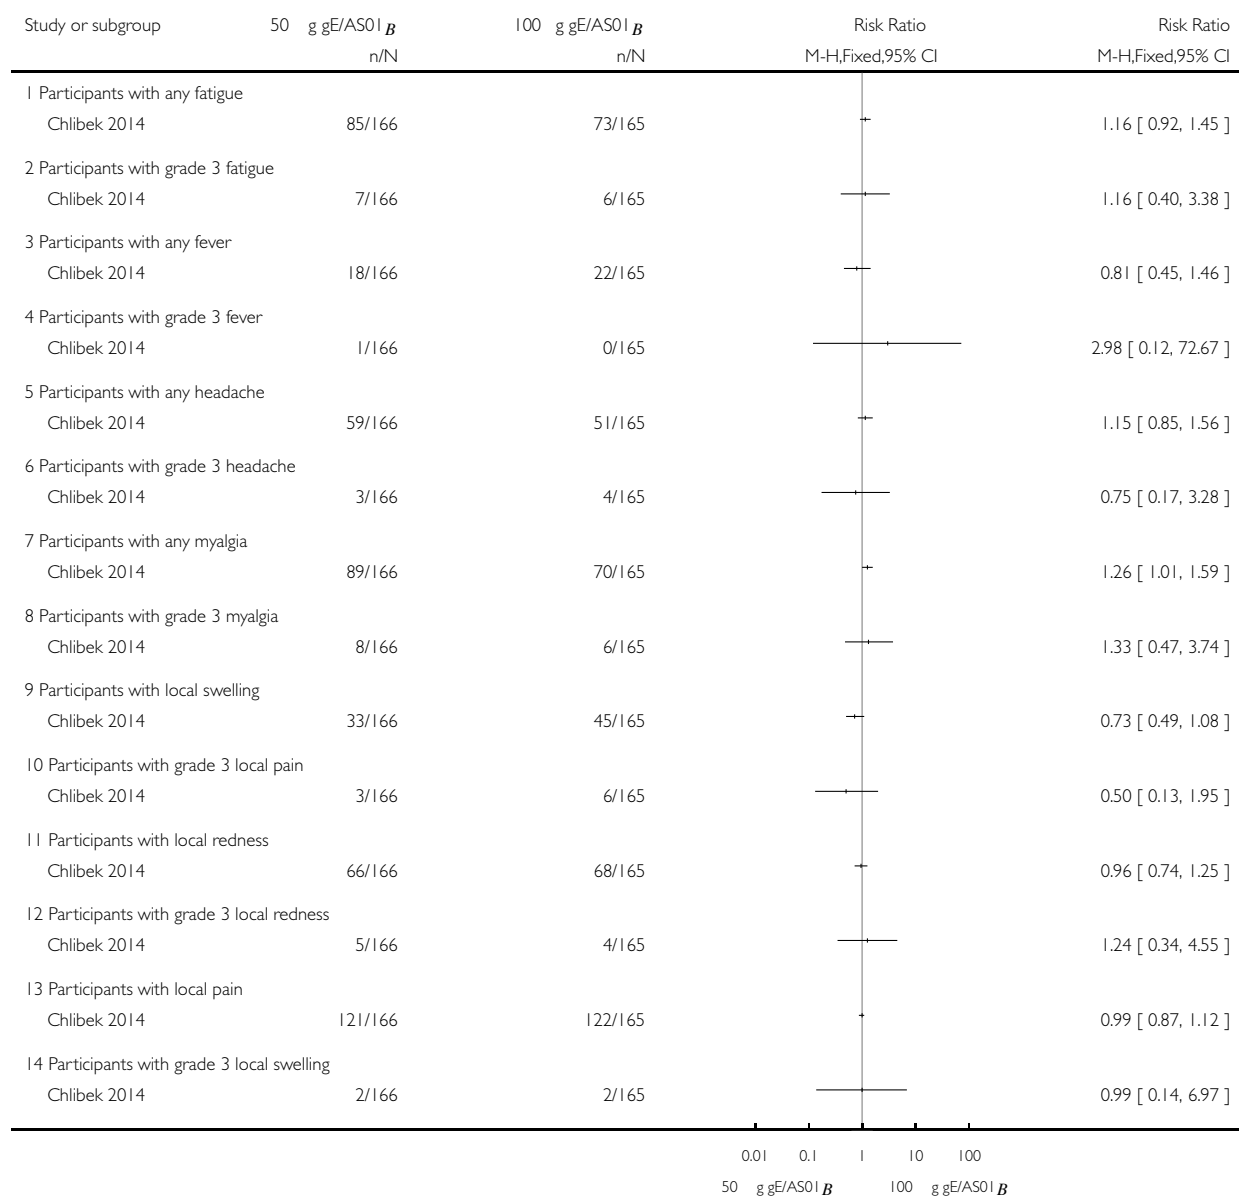 Study or subgroup 50 g gE/AS01B 100 g gE/AS01B Risk Ratio Risk Ratio
n/N n/N M-H,Fixed,95% CI M-H,Fixed,95% CI
1 Participants with any fatigue
Chlibek 2014 85/166 73/165 1.16 [ 0.92, 1.45 ]
2 Participants with grade 3 fatigue
Chlibek 2014 7/166 6/165 1.16 [ 0.40, 3.38 ]
3 Participants with any fever
Chlibek 2014 18/166 22/165 0.81 [ 0.45, 1.46 ]
4 Participants with grade 3 fever
Chlibek 2014 1/166 0/165 2.98 [ 0.12, 72.67 ]
5 Participants with any headache
Chlibek 2014 59/166 51/165 1.15 [ 0.85, 1.56 ]
6 Participants with grade 3 headache
Chlibek 2014 3/166 4/165 0.75 [ 0.17, 3.28 ]
7 Participants with any myalgia
Chlibek 2014 89/166 70/165 1.26 [ 1.01, 1.59 ]
8 Participants with grade 3 myalgia
Chlibek 2014 8/166 6/165 1.33 [ 0.47, 3.74 ]
9 Participants with local swelling
Chlibek 2014 33/166 45/165 0.73 [ 0.49, 1.08 ]
10 Participants with grade 3 local pain
Chlibek 2014 3/166 6/165 0.50 [ 0.13, 1.95 ]
11 Participants with local redness
Chlibek 2014 66/166 68/165 0.96 [ 0.74, 1.25 ]
12 Participants with grade 3 local redness
Chlibek 2014 5/166 4/165 1.24 [ 0.34, 4.55 ]
13 Participants with local pain
Chlibek 2014 121/166 122/165 0.99 [ 0.87, 1.12 ]
14 Participants with grade 3 local swelling
Chlibek 2014 2/166 2/165 0.99 [ 0.14, 6.97 ]
0.01 0.1 1 10 100
50 g gE/AS01B 100 g gE/AS01B